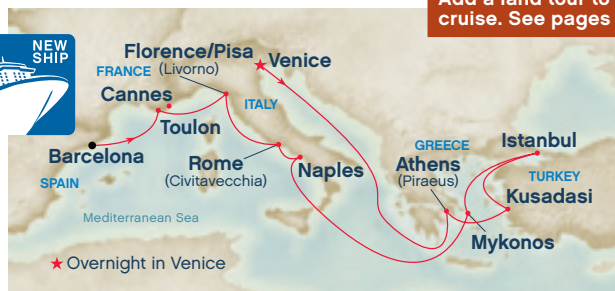 Add a land tour to
cruise. See pages
NEW
SHIP
Florence/Pisa
(Livorno)
Venice
FRANCE
Cannes
ITALY
Toulon
Barcelona
SPAIN
Rome
(Civitavecchia)
Naples
GREECE
Athens
(Piraeus)
Istanbul
TURKEY
Kusadasi
Mykonos
Mediterranean Sea
★ Overnight in Venice